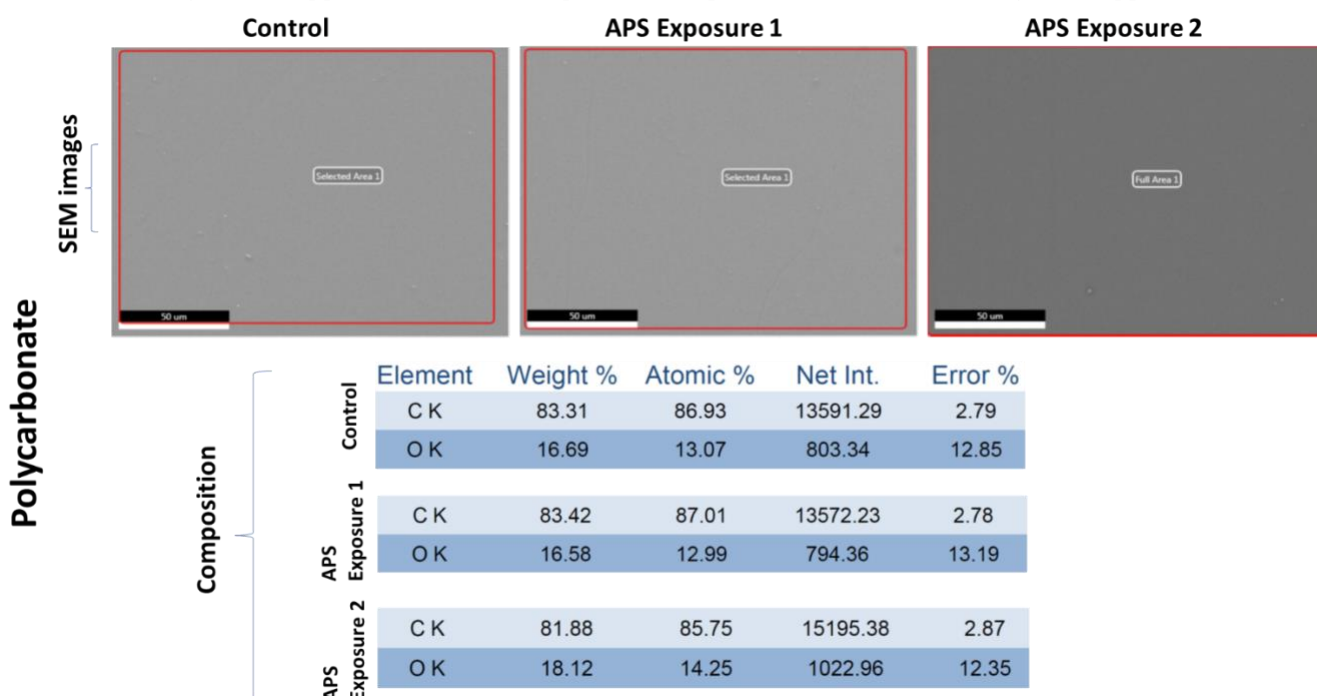 Control APS Exposure 1 APS Exposure 2
SEM images
Selected Area 1
Selected Area 1
Full Area 1
50 um
50 um
50 um
Polycarbonate
Composition
Element Weight % Atomic % Net Int. Error %
Control
C K 83.31 86.93 13591.29 2.79
O K 16.69 13.07 803.34 12.85
APS
Exposure 1
C K 83.42 87.01 13572.23 2.78
O K 16.58 12.99 794.36 13.19
APS
Exposure 2
C K 81.88 85.75 15195.38 2.87
O K 18.12 14.25 1022.96 12.35